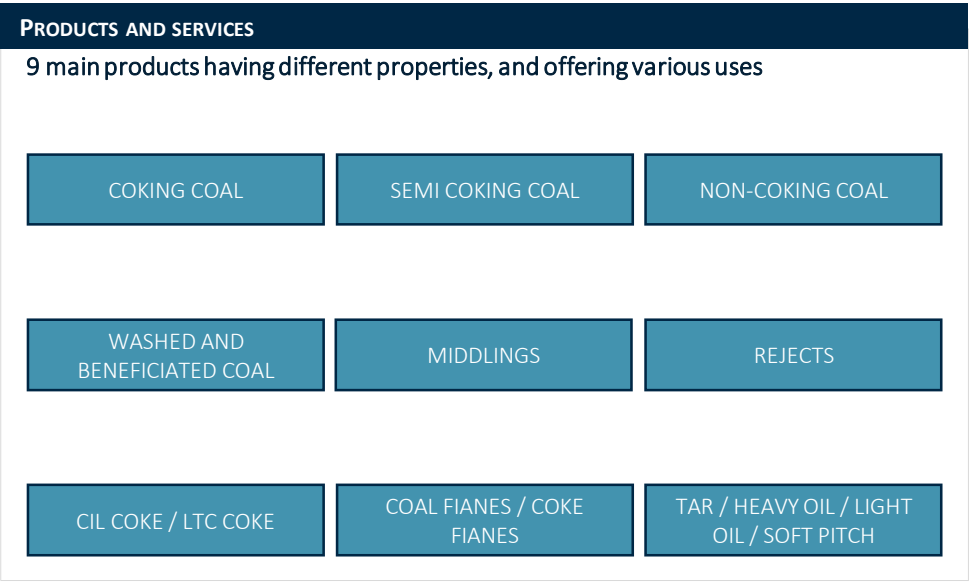 PRODUCTS AND SERVICES
9 main products having different properties, and offering various uses
COKING COAL
SEMI COKING COAL
NON-COKING COAL
WASHED AND
BENEFICIATED COAL
MIDDLINGS
REJECTS
CIL COKE / LTC COKE
COAL FIANES / COKE
FIANES
TAR / HEAVY OIL / LIGHT
OIL / SOFT PITCH